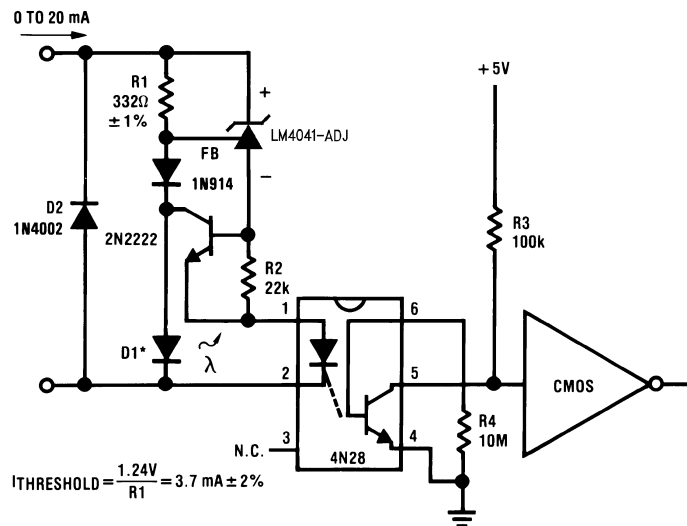 0 TO 20 mA
R1
332Ω
±1%
+
LM4041-ADJ
FB
−
1N914
+5V
D2
1N4002
2N2222
R2
22k
R3
100k
1
6
D1*
λ
2
5
CMOS
3
N.C.
4
R4
10M
4N28
ITHRESHOLD = 1.24V / R1 = 3.7 mA ± 2%